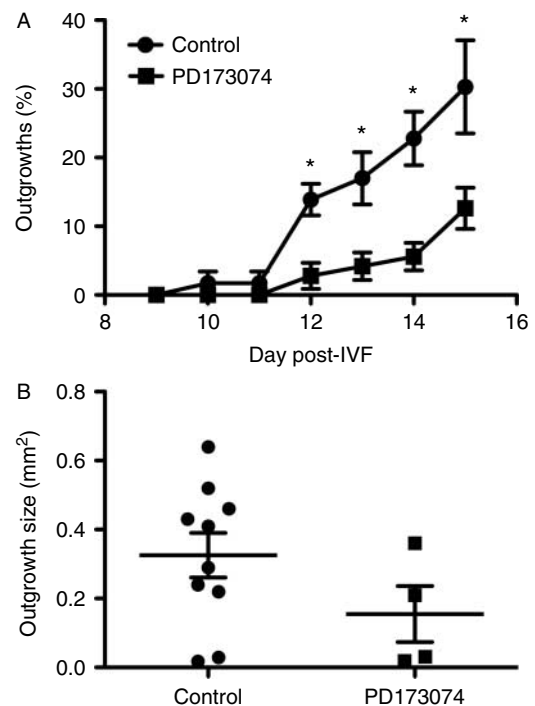 A
Outgrowths (%)
40
30
20
10
0
Control
PD173074
*
*
*
*
8
10
12
14
16
Day post-IVF
B
Outgrowth size (mm²)
0.8
0.6
0.4
0.2
0.0
Control
PD173074